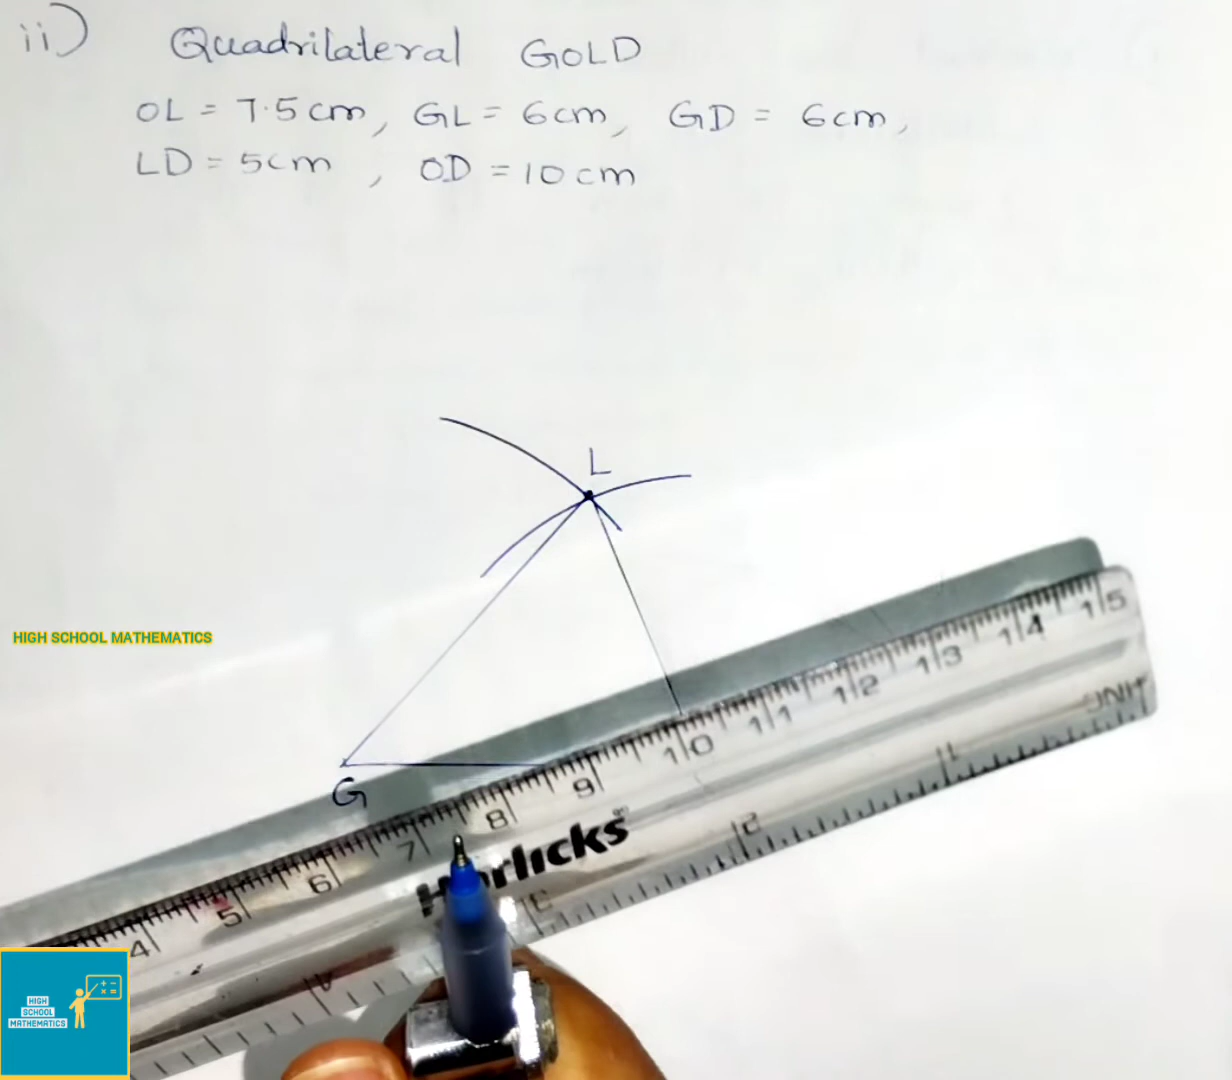 ii) Quadrilateral GOLD
OL = 7.5 cm, GL = 6 cm, GD = 6 cm,
LD = 5 cm, OD = 10 cm
L
HIGH SCHOOL MATHEMATICS
G
4 5 6 7 8 9 10 11 12 13 14 15
Horlicks
HIGH
SCHOOL
MATHEMATICS